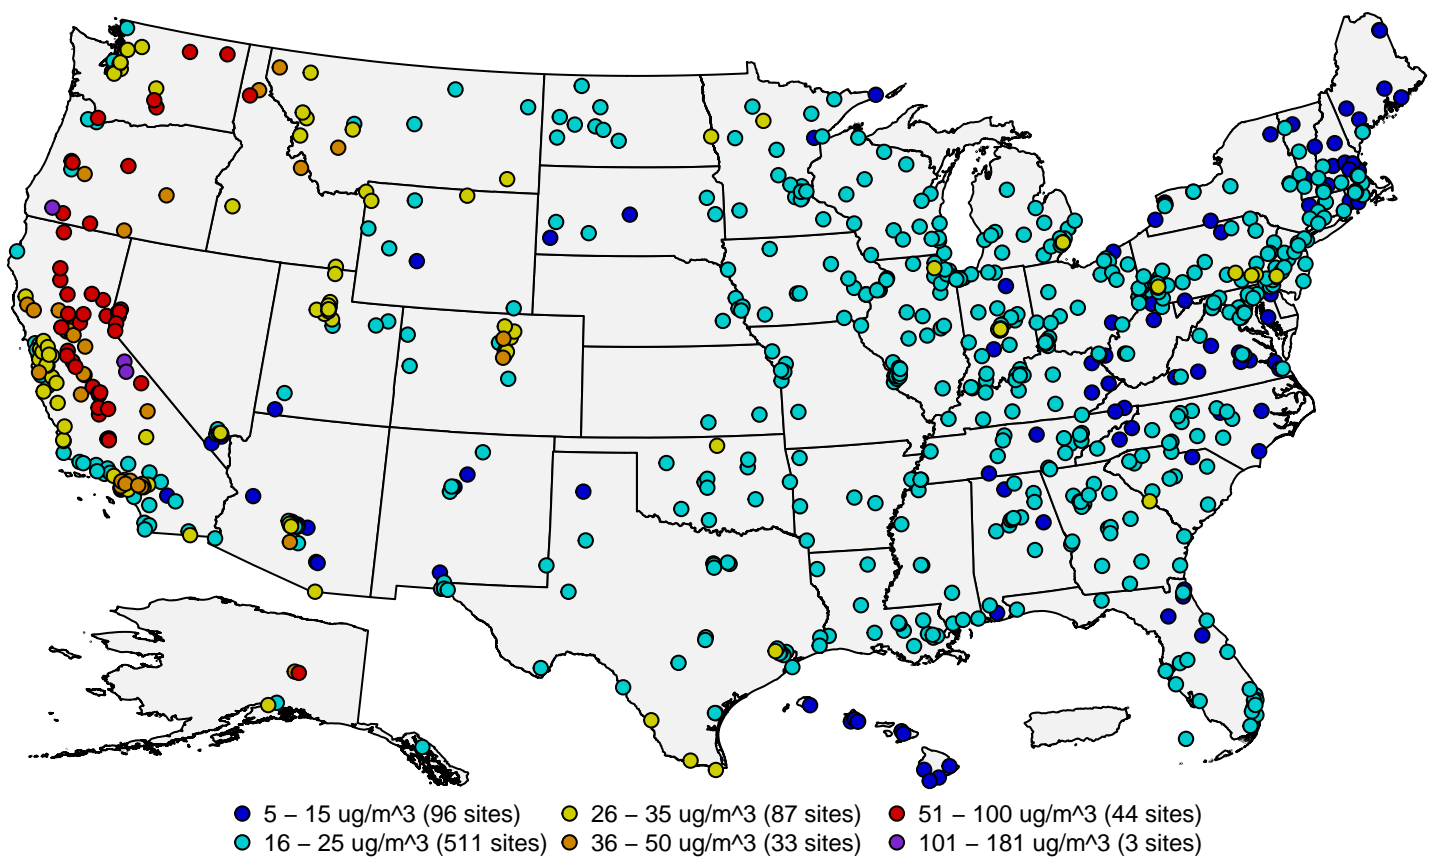 5 – 15 ug/m^3 (96 sites) 26 – 35 ug/m^3 (87 sites) 51 – 100 ug/m^3 (44 sites)
16 – 25 ug/m^3 (511 sites) 36 – 50 ug/m^3 (33 sites) 101 – 181 ug/m^3 (3 sites)